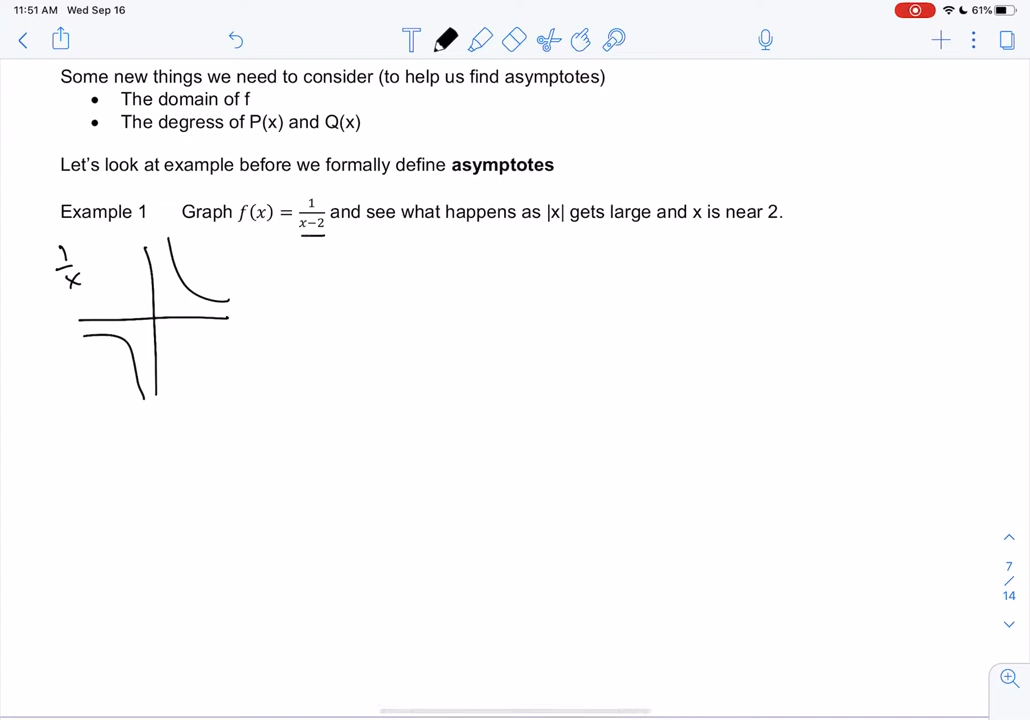 11:51 AM Wed Sep 16
61%
T
Some new things we need to consider (to help us find asymptotes)
• The domain of f
• The degress of P(x) and Q(x)
Let's look at example before we formally define asymptotes
Example 1 Graph f(x) = 1/(x−2) and see what happens as |x| gets large and x is near 2.
1/x
7
/
14